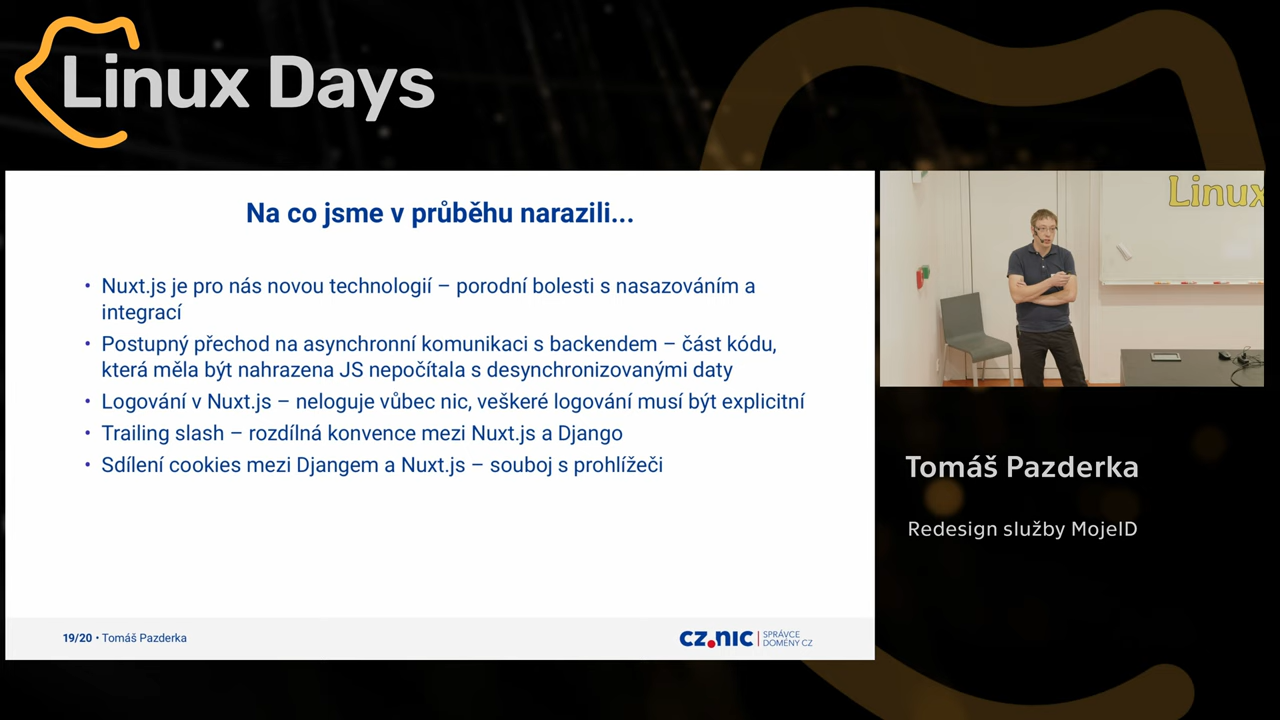 Linux Days
Na co jsme v průběhu narazili...
• Nuxt.js je pro nás novou technologií – porodní bolesti s nasazováním a
integrací
• Postupný přechod na asynchronní komunikaci s backendem – část kódu,
která měla být nahrazena JS nepočítala s desynchronizovanými daty
• Logování v Nuxt.js – neloguje vůbec nic, veškeré logování musí být explicitní
• Trailing slash – rozdílná konvence mezi Nuxt.js a Django
• Sdílení cookies mezi Djangem a Nuxt.js – souboj s prohlížeči
19/20 • Tomáš Pazderka
CZ.NIC | SPRÁVCE
DOMÉNY CZ
Linux
Tomáš Pazderka
Redesign služby MojeID